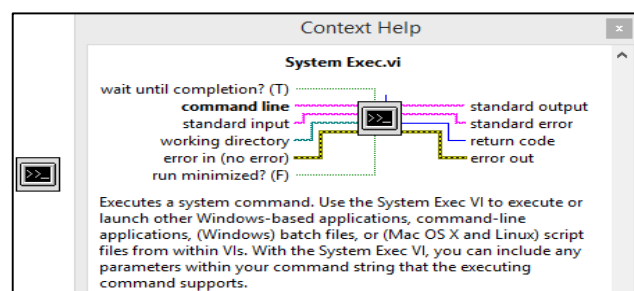 Context Help
x
System Exec.vi
wait until completion? (T)
command line
standard output
standard input
standard error
working directory
return code
error in (no error)
error out
run minimized? (F)
>>_
>>_
Executes a system command. Use the System Exec VI to execute or
launch other Windows-based applications, command-line
applications, (Windows) batch files, or (Mac OS X and Linux) script
files from within VIs. With the System Exec VI, you can include any
parameters within your command string that the executing
command supports.